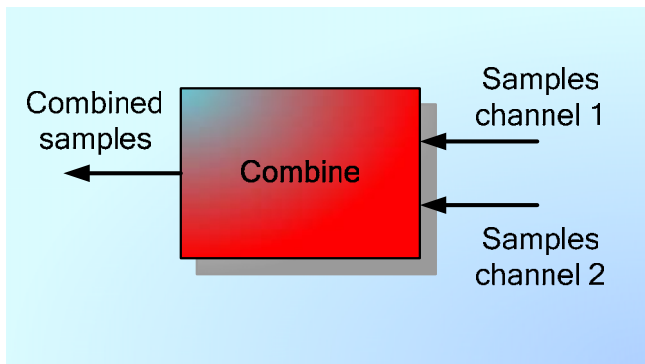 Combined
samples
Combine
Samples
channel 1
Samples
channel 2